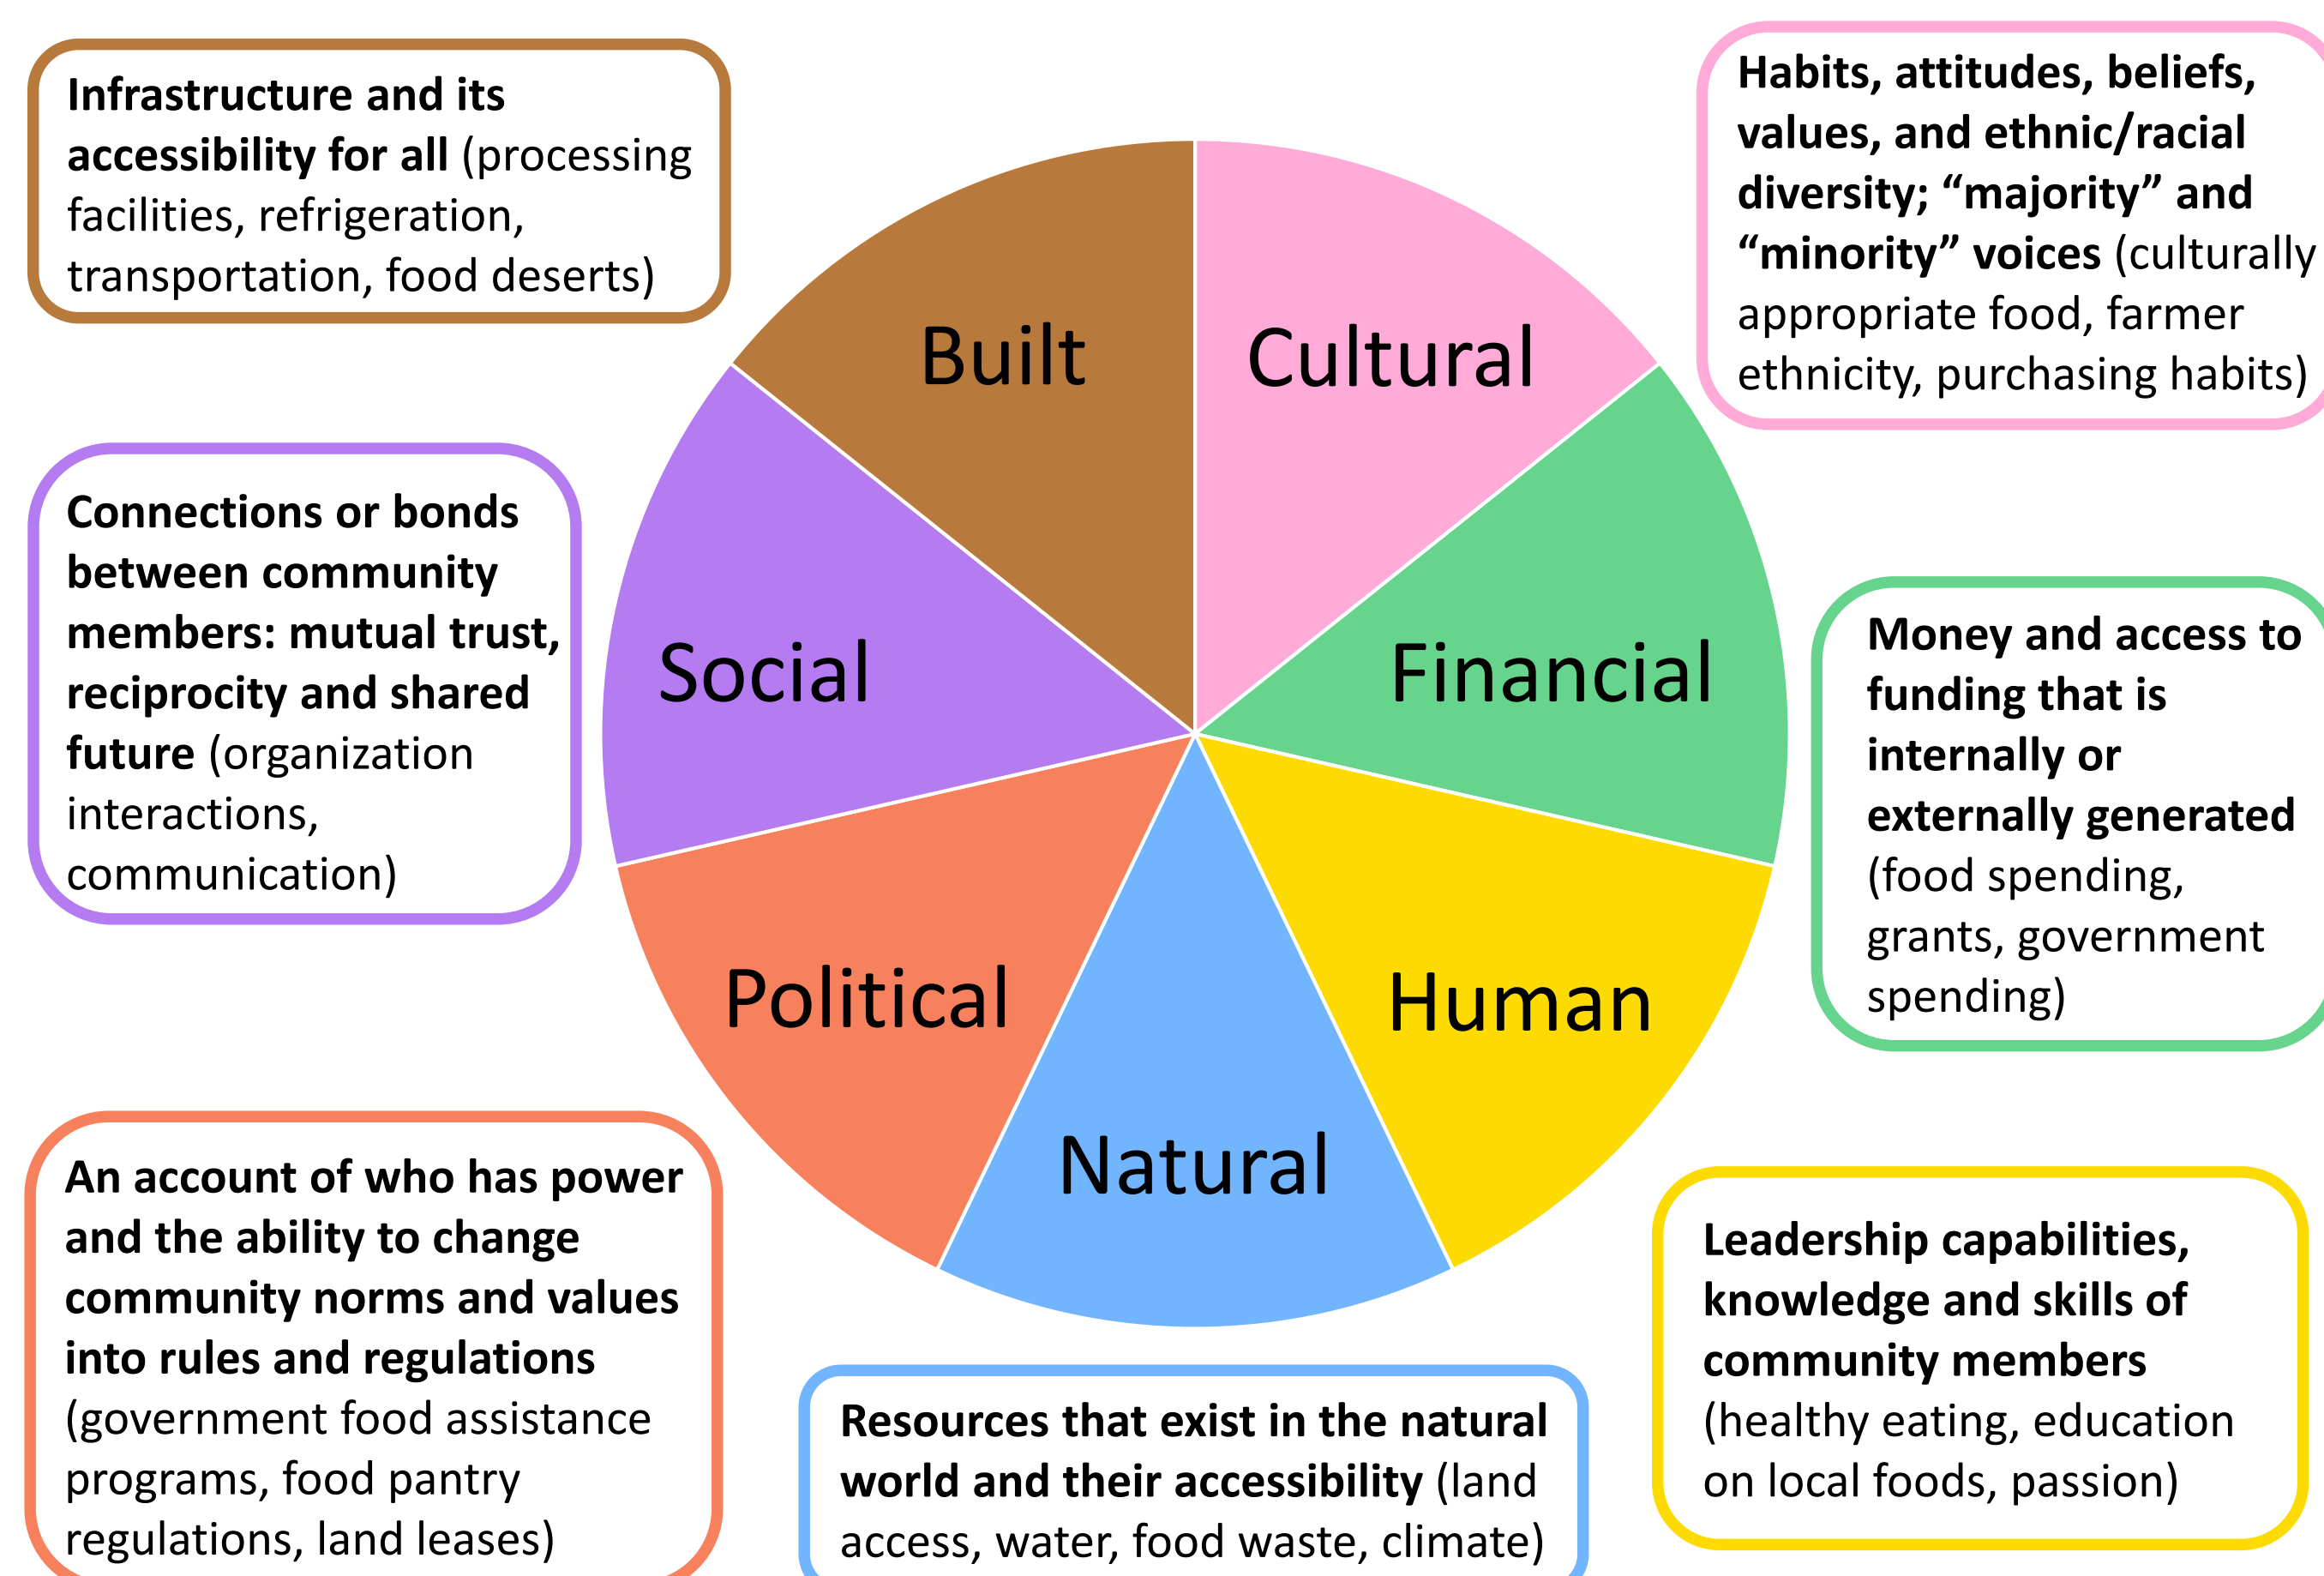 Infrastructure and its
accessibility for all (processing
facilities, refrigeration,
transportation, food deserts)
Habits, attitudes, beliefs,
values, and ethnic/racial
diversity; “majority” and
“minority” voices (culturally
appropriate food, farmer
ethnicity, purchasing habits)
Built
Cultural
Connections or bonds
between community
members: mutual trust,
reciprocity and shared
future (organization
interactions,
communication)
Social
Financial
Money and access to
funding that is
internally or
externally generated
(food spending,
grants, government
spending)
Political
Human
Natural
An account of who has power
and the ability to change
community norms and values
into rules and regulations
(government food assistance
programs, food pantry
regulations, land leases)
Resources that exist in the natural
world and their accessibility (land
access, water, food waste, climate)
Leadership capabilities,
knowledge and skills of
community members
(healthy eating, education
on local foods, passion)